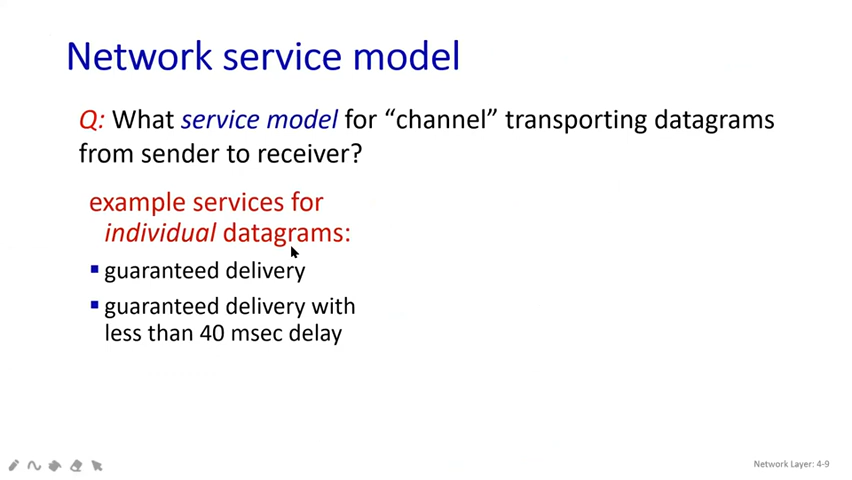 Network service model
Q: What service model for “channel” transporting datagrams
from sender to receiver?
example services for
individual datagrams:
guaranteed delivery
guaranteed delivery with
less than 40 msec delay
Network Layer: 4-9